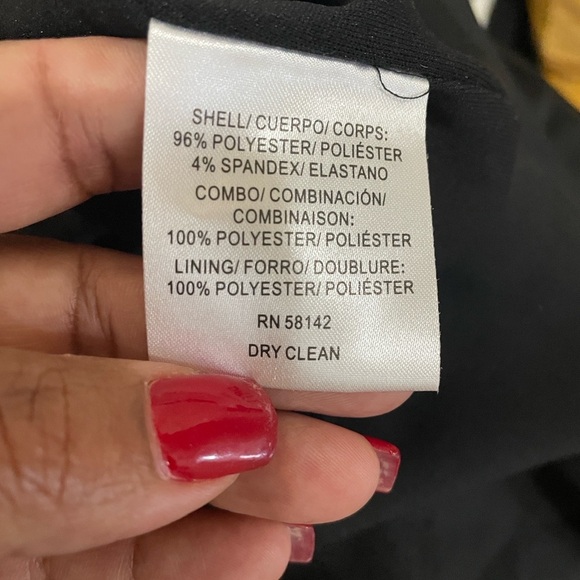 SHELL/ CUERPO/ CORPS:
96% POLYESTER/ POLIÉSTER
4% SPANDEX/ ELASTANO
COMBO/ COMBINACIÓN/
COMBINAISON:
100% POLYESTER/ POLIÉSTER
LINING/ FORRO/ DOUBLURE:
100% POLYESTER/ POLIÉSTER
RN 58142
DRY CLEAN